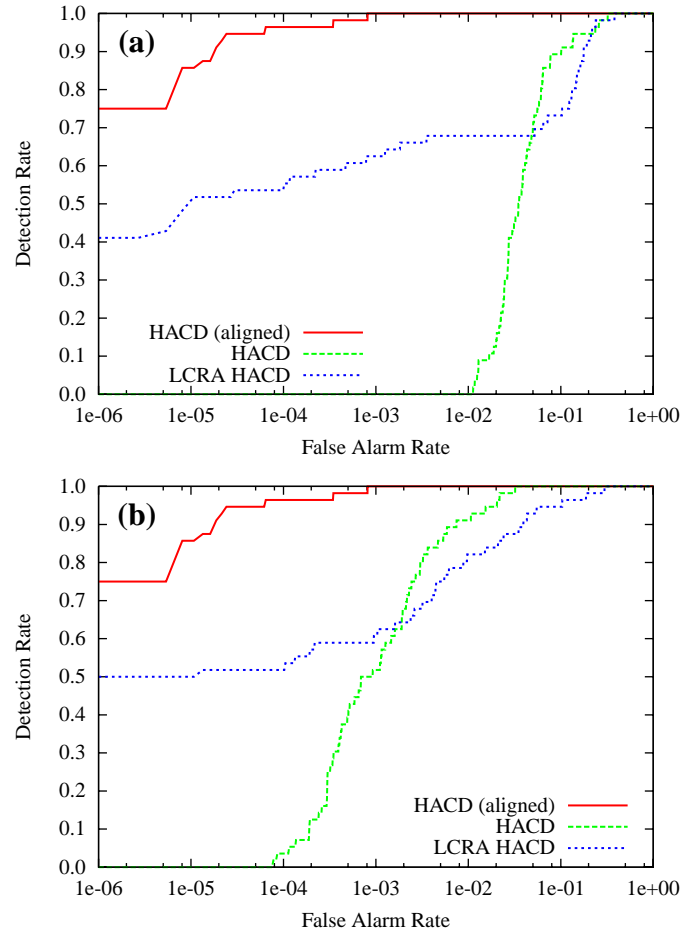 1.0
(a)
0.9
0.8
0.7
0.6
Detection Rate
0.5
0.4
0.3
0.2
HACD (aligned)
0.1
HACD
LCRA HACD
0.0
1e-06 1e-05 1e-04 1e-03 1e-02 1e-01 1e+00
False Alarm Rate
1.0
(b)
0.9
0.8
0.7
0.6
Detection Rate
0.5
0.4
0.3
0.2
HACD (aligned)
0.1
HACD
LCRA HACD
0.0
1e-06 1e-05 1e-04 1e-03 1e-02 1e-01 1e+00
False Alarm Rate